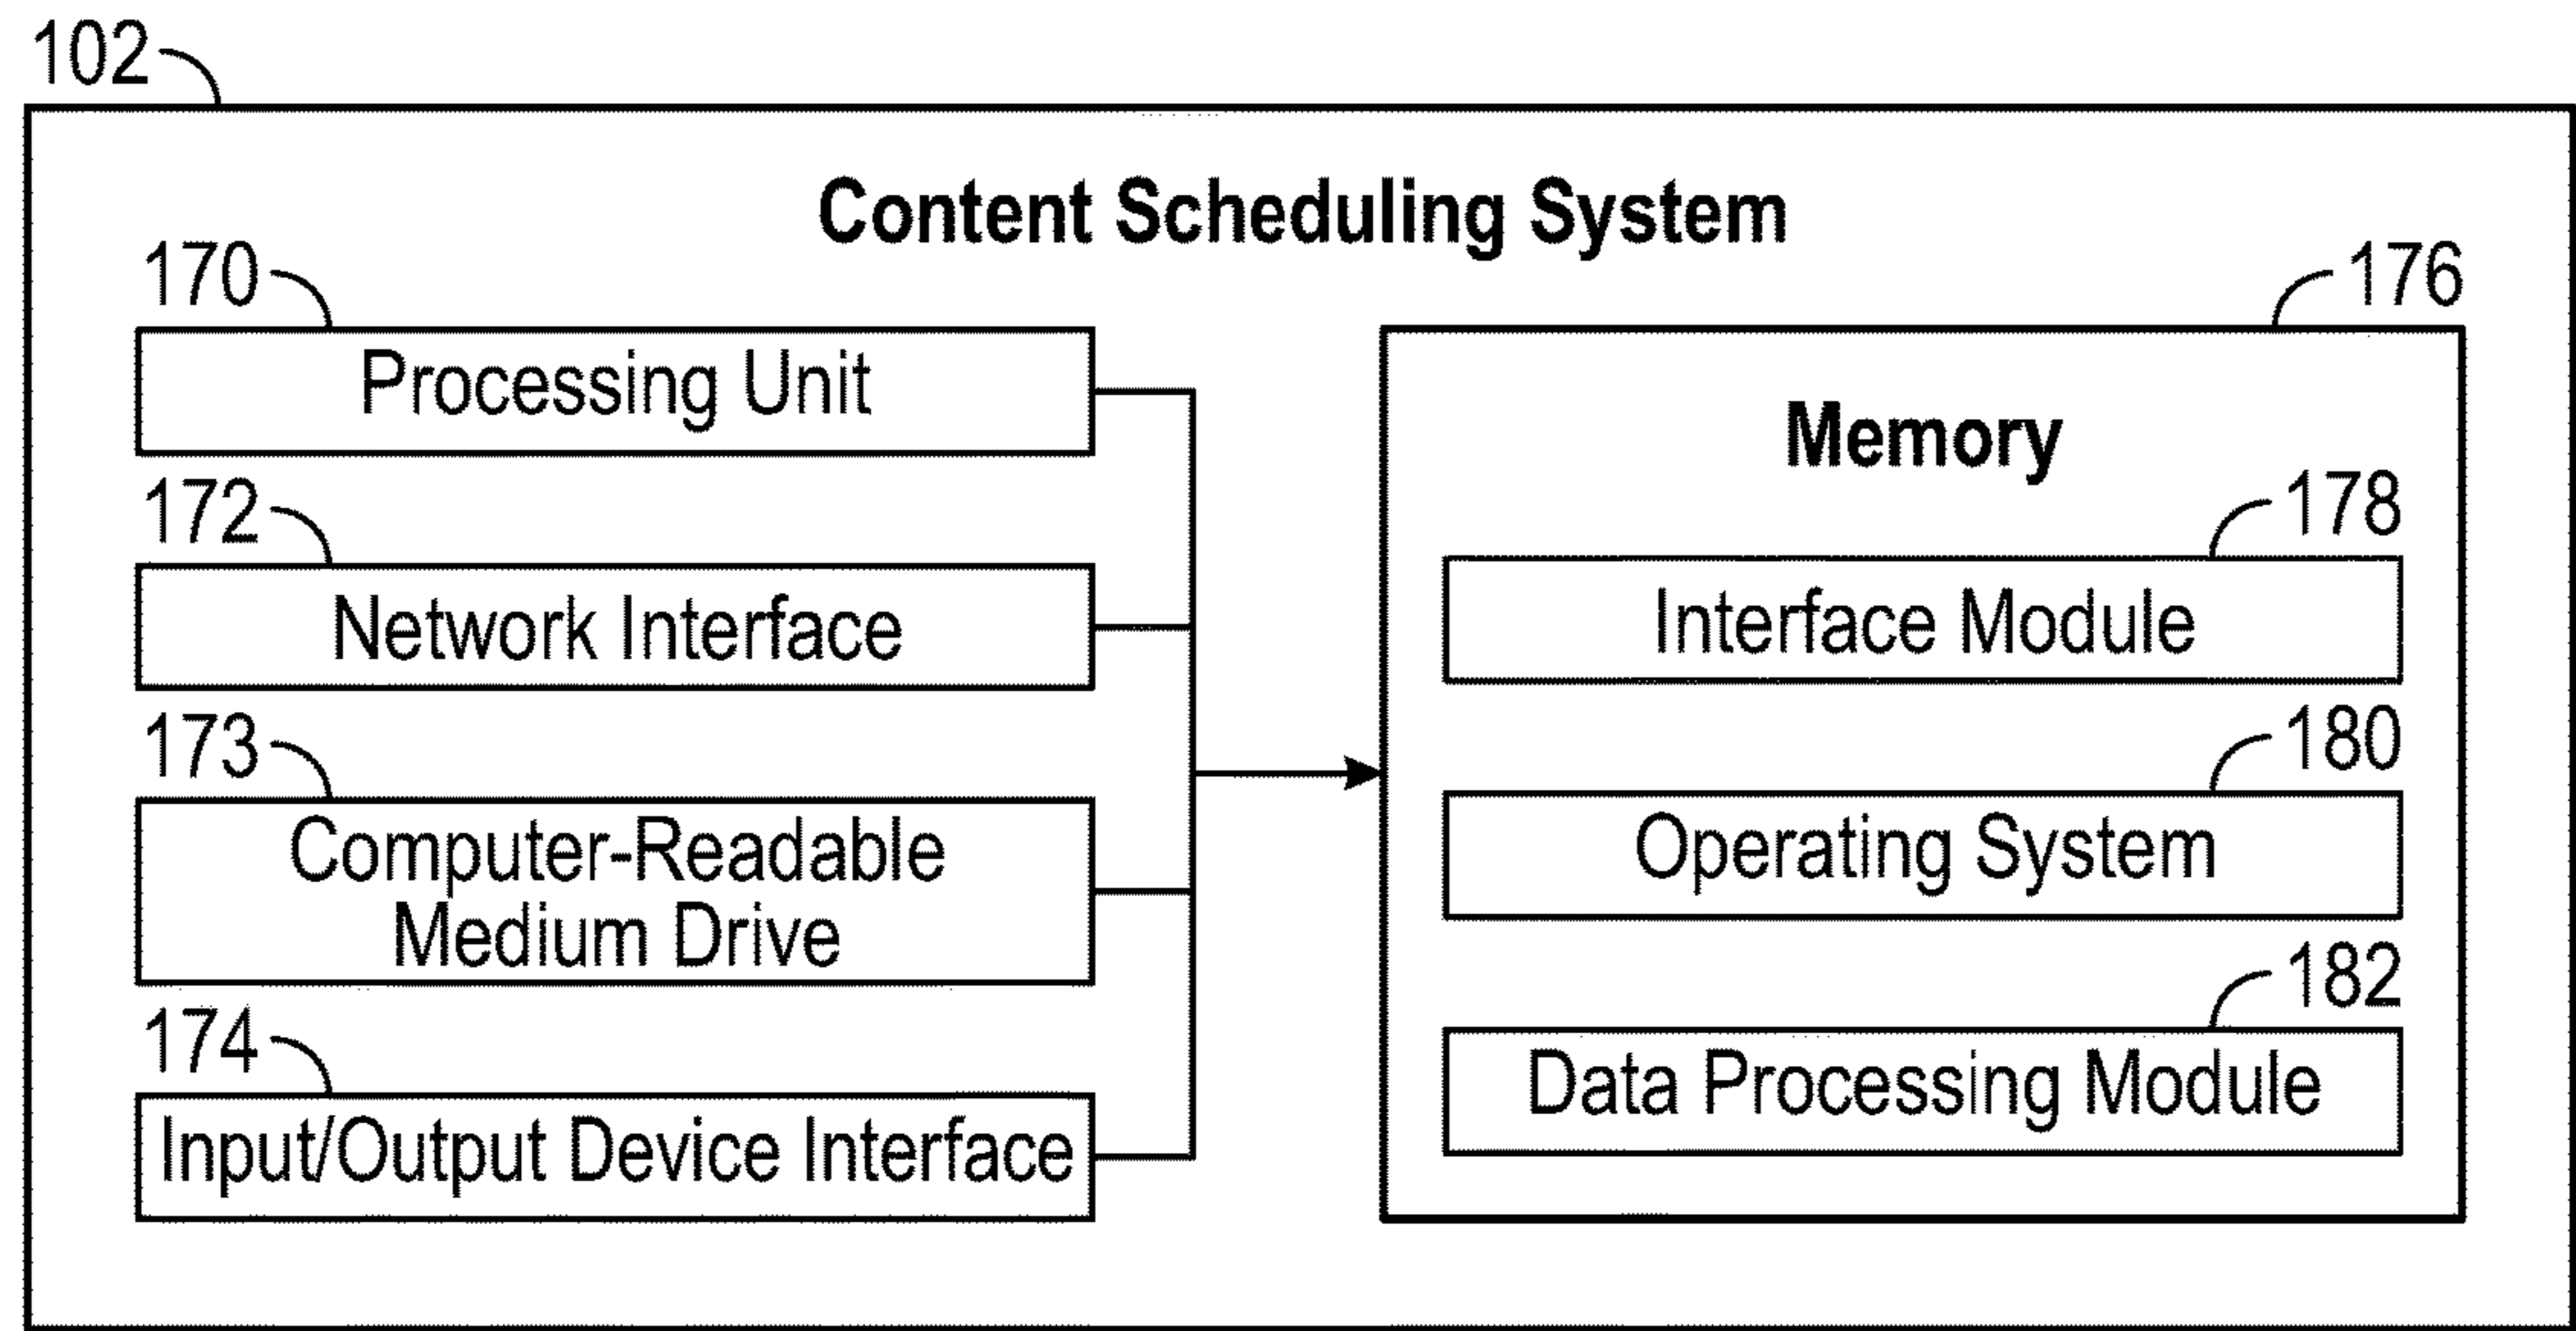 102
Content Scheduling System
170
Processing Unit
172
Network Interface
173
Computer-Readable
Medium Drive
174
Input/Output Device Interface
176
Memory
178
Interface Module
180
Operating System
182
Data Processing Module